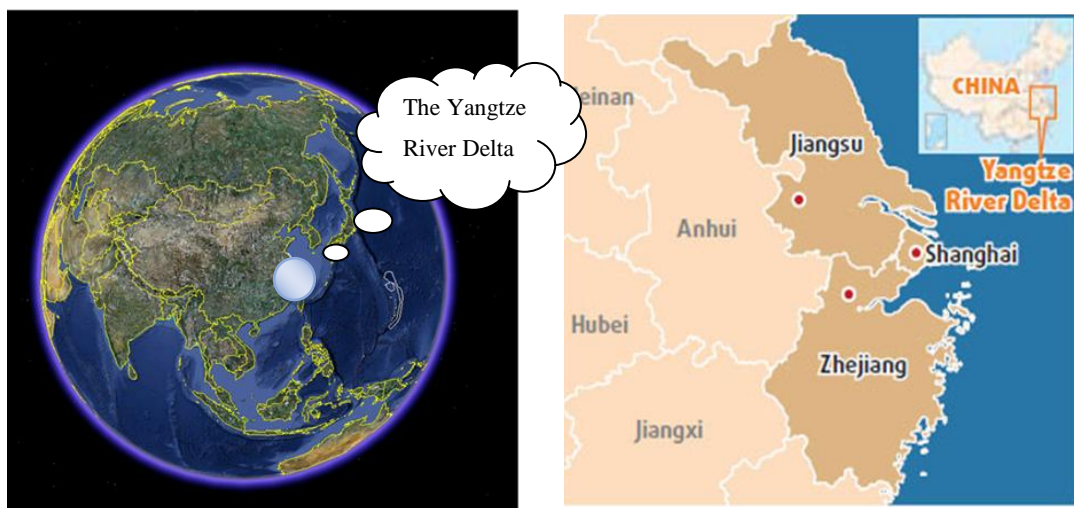 The Yangtze
River Delta
CHINA
Yangtze
River Delta
Jiangsu
Anhui
Shanghai
Hubei
Zhejiang
Jiangxi